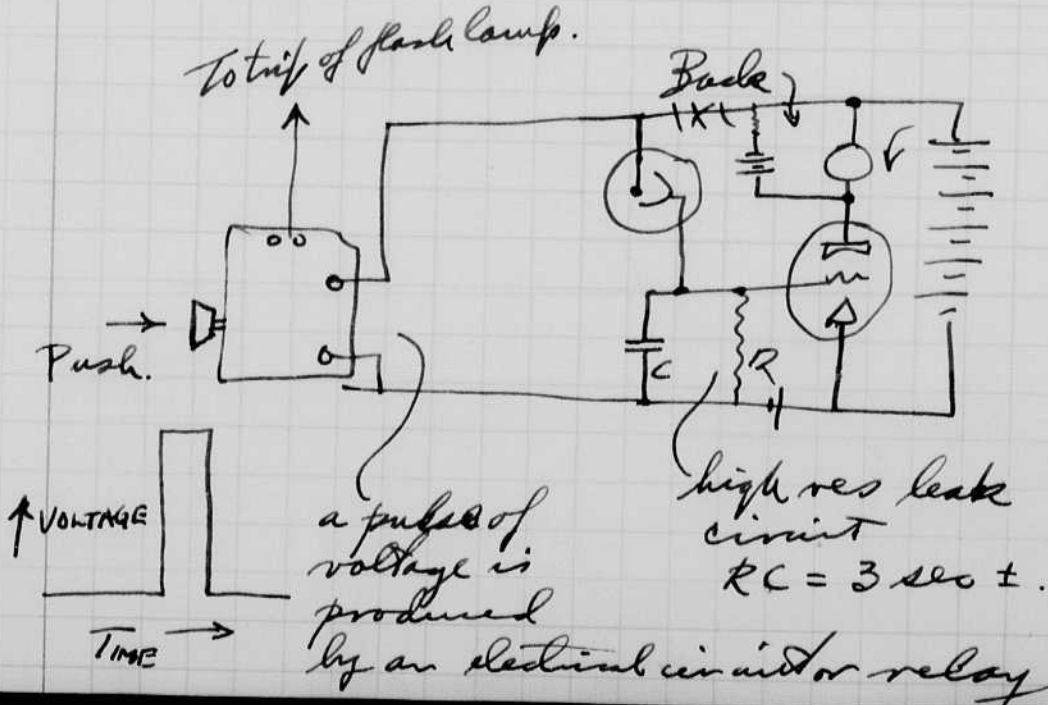 To trip of flash lamp.
Buck
Push.
C
R
↑ VOLTAGE
TIME →
a pulse of
voltage is
produced
by an electrical circuit or relay
high res leak
circuit
RC = 3 sec ±.